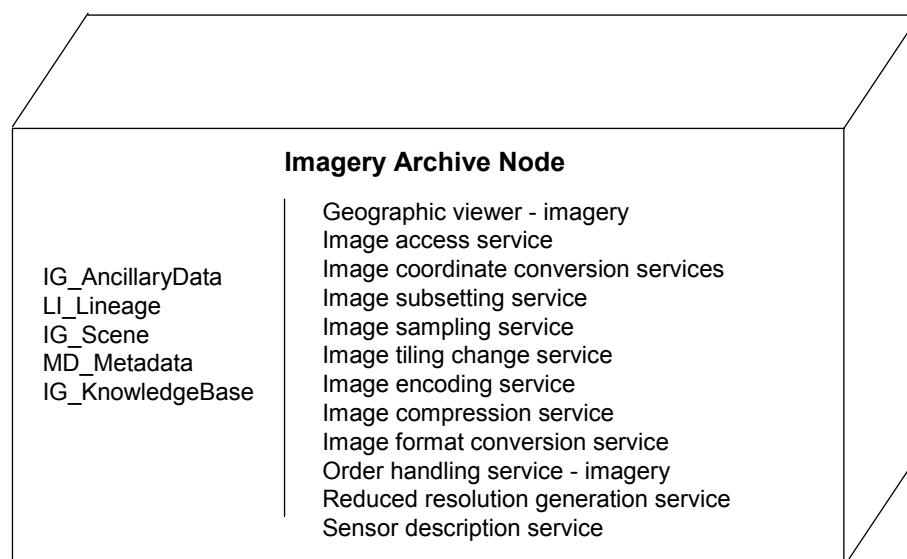 Imagery Archive Node
IG_AncillaryData
LI_Lineage
IG_Scene
MD_Metadata
IG_KnowledgeBase
Geographic viewer - imagery
Image access service
Image coordinate conversion services
Image subsetting service
Image sampling service
Image tiling change service
Image encoding service
Image compression service
Image format conversion service
Order handling service - imagery
Reduced resolution generation service
Sensor description service